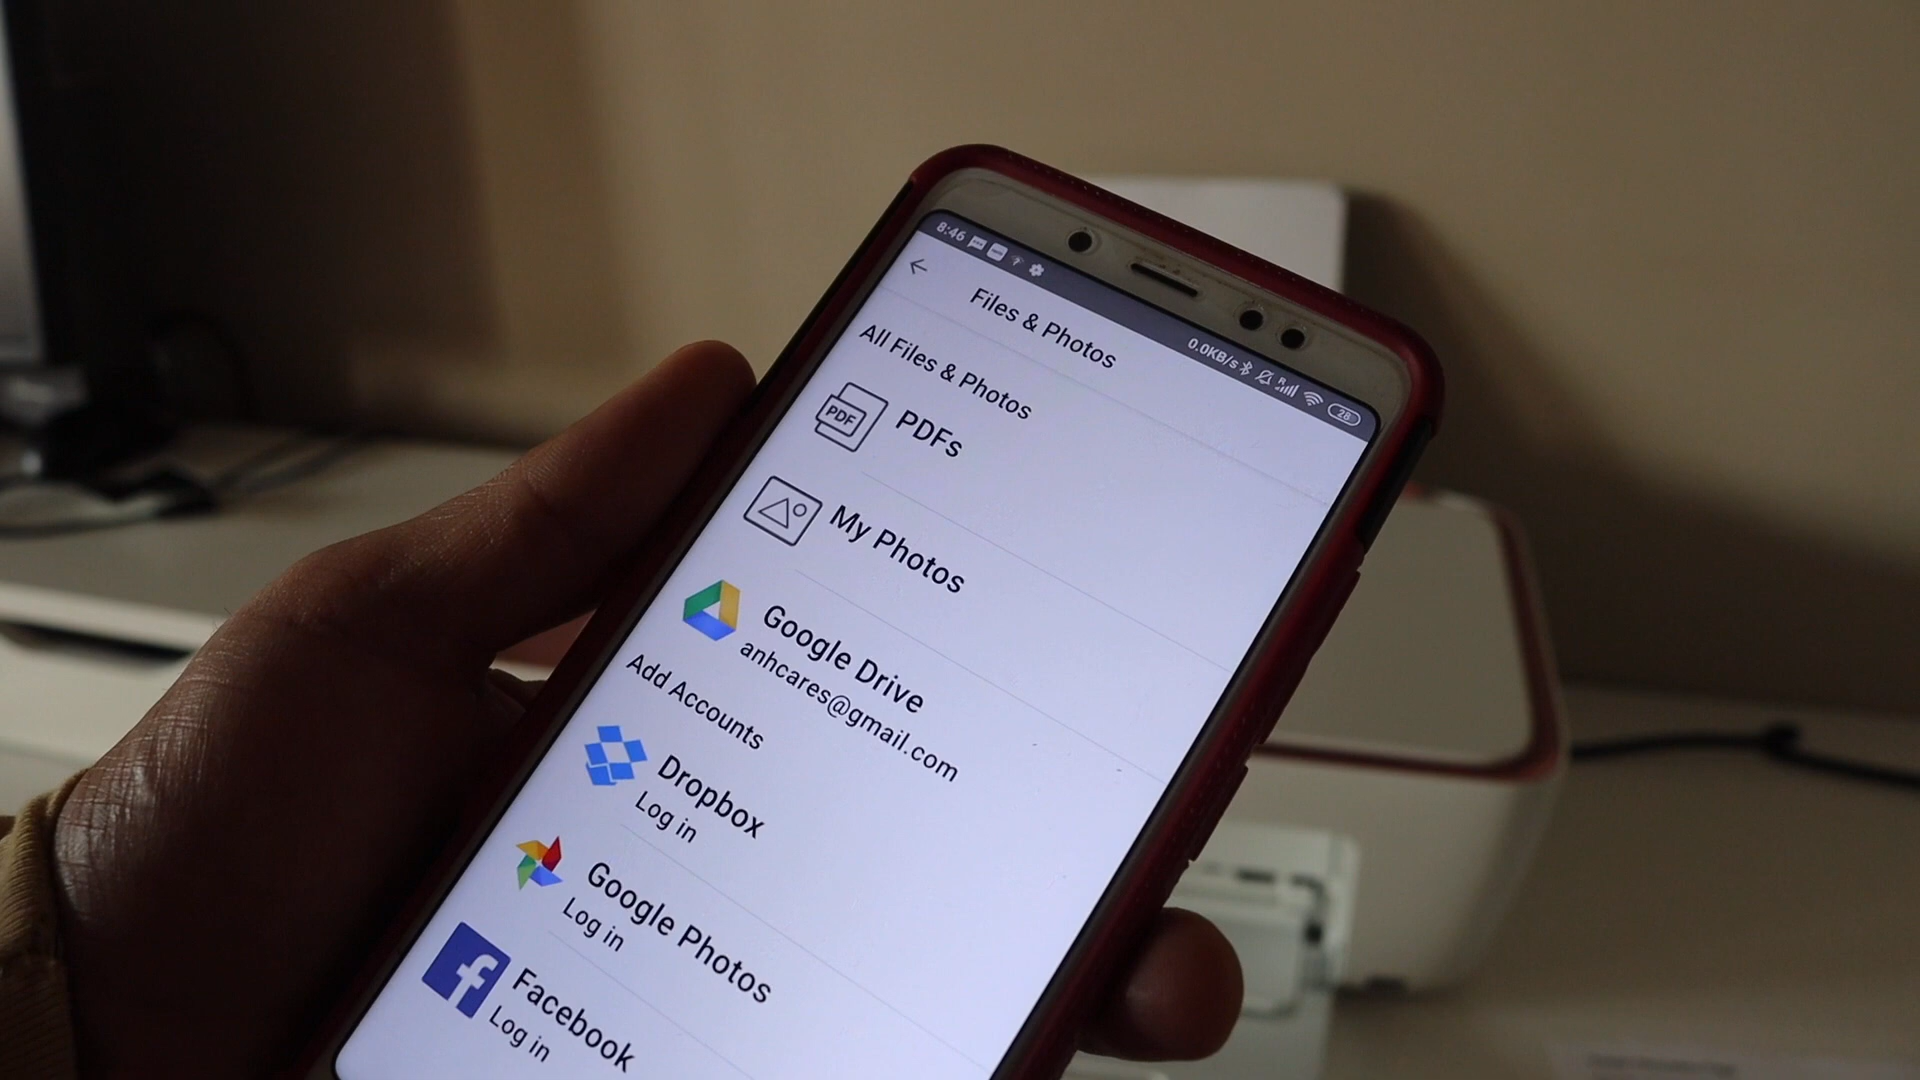 8:46
0.0KB/s
R
28
Files & Photos
All Files & Photos
PDF
PDFs
My Photos
Google Drive
anhcares@gmail.com
Add Accounts
Dropbox
Log in
Google Photos
Log in
f
Facebook
Log in